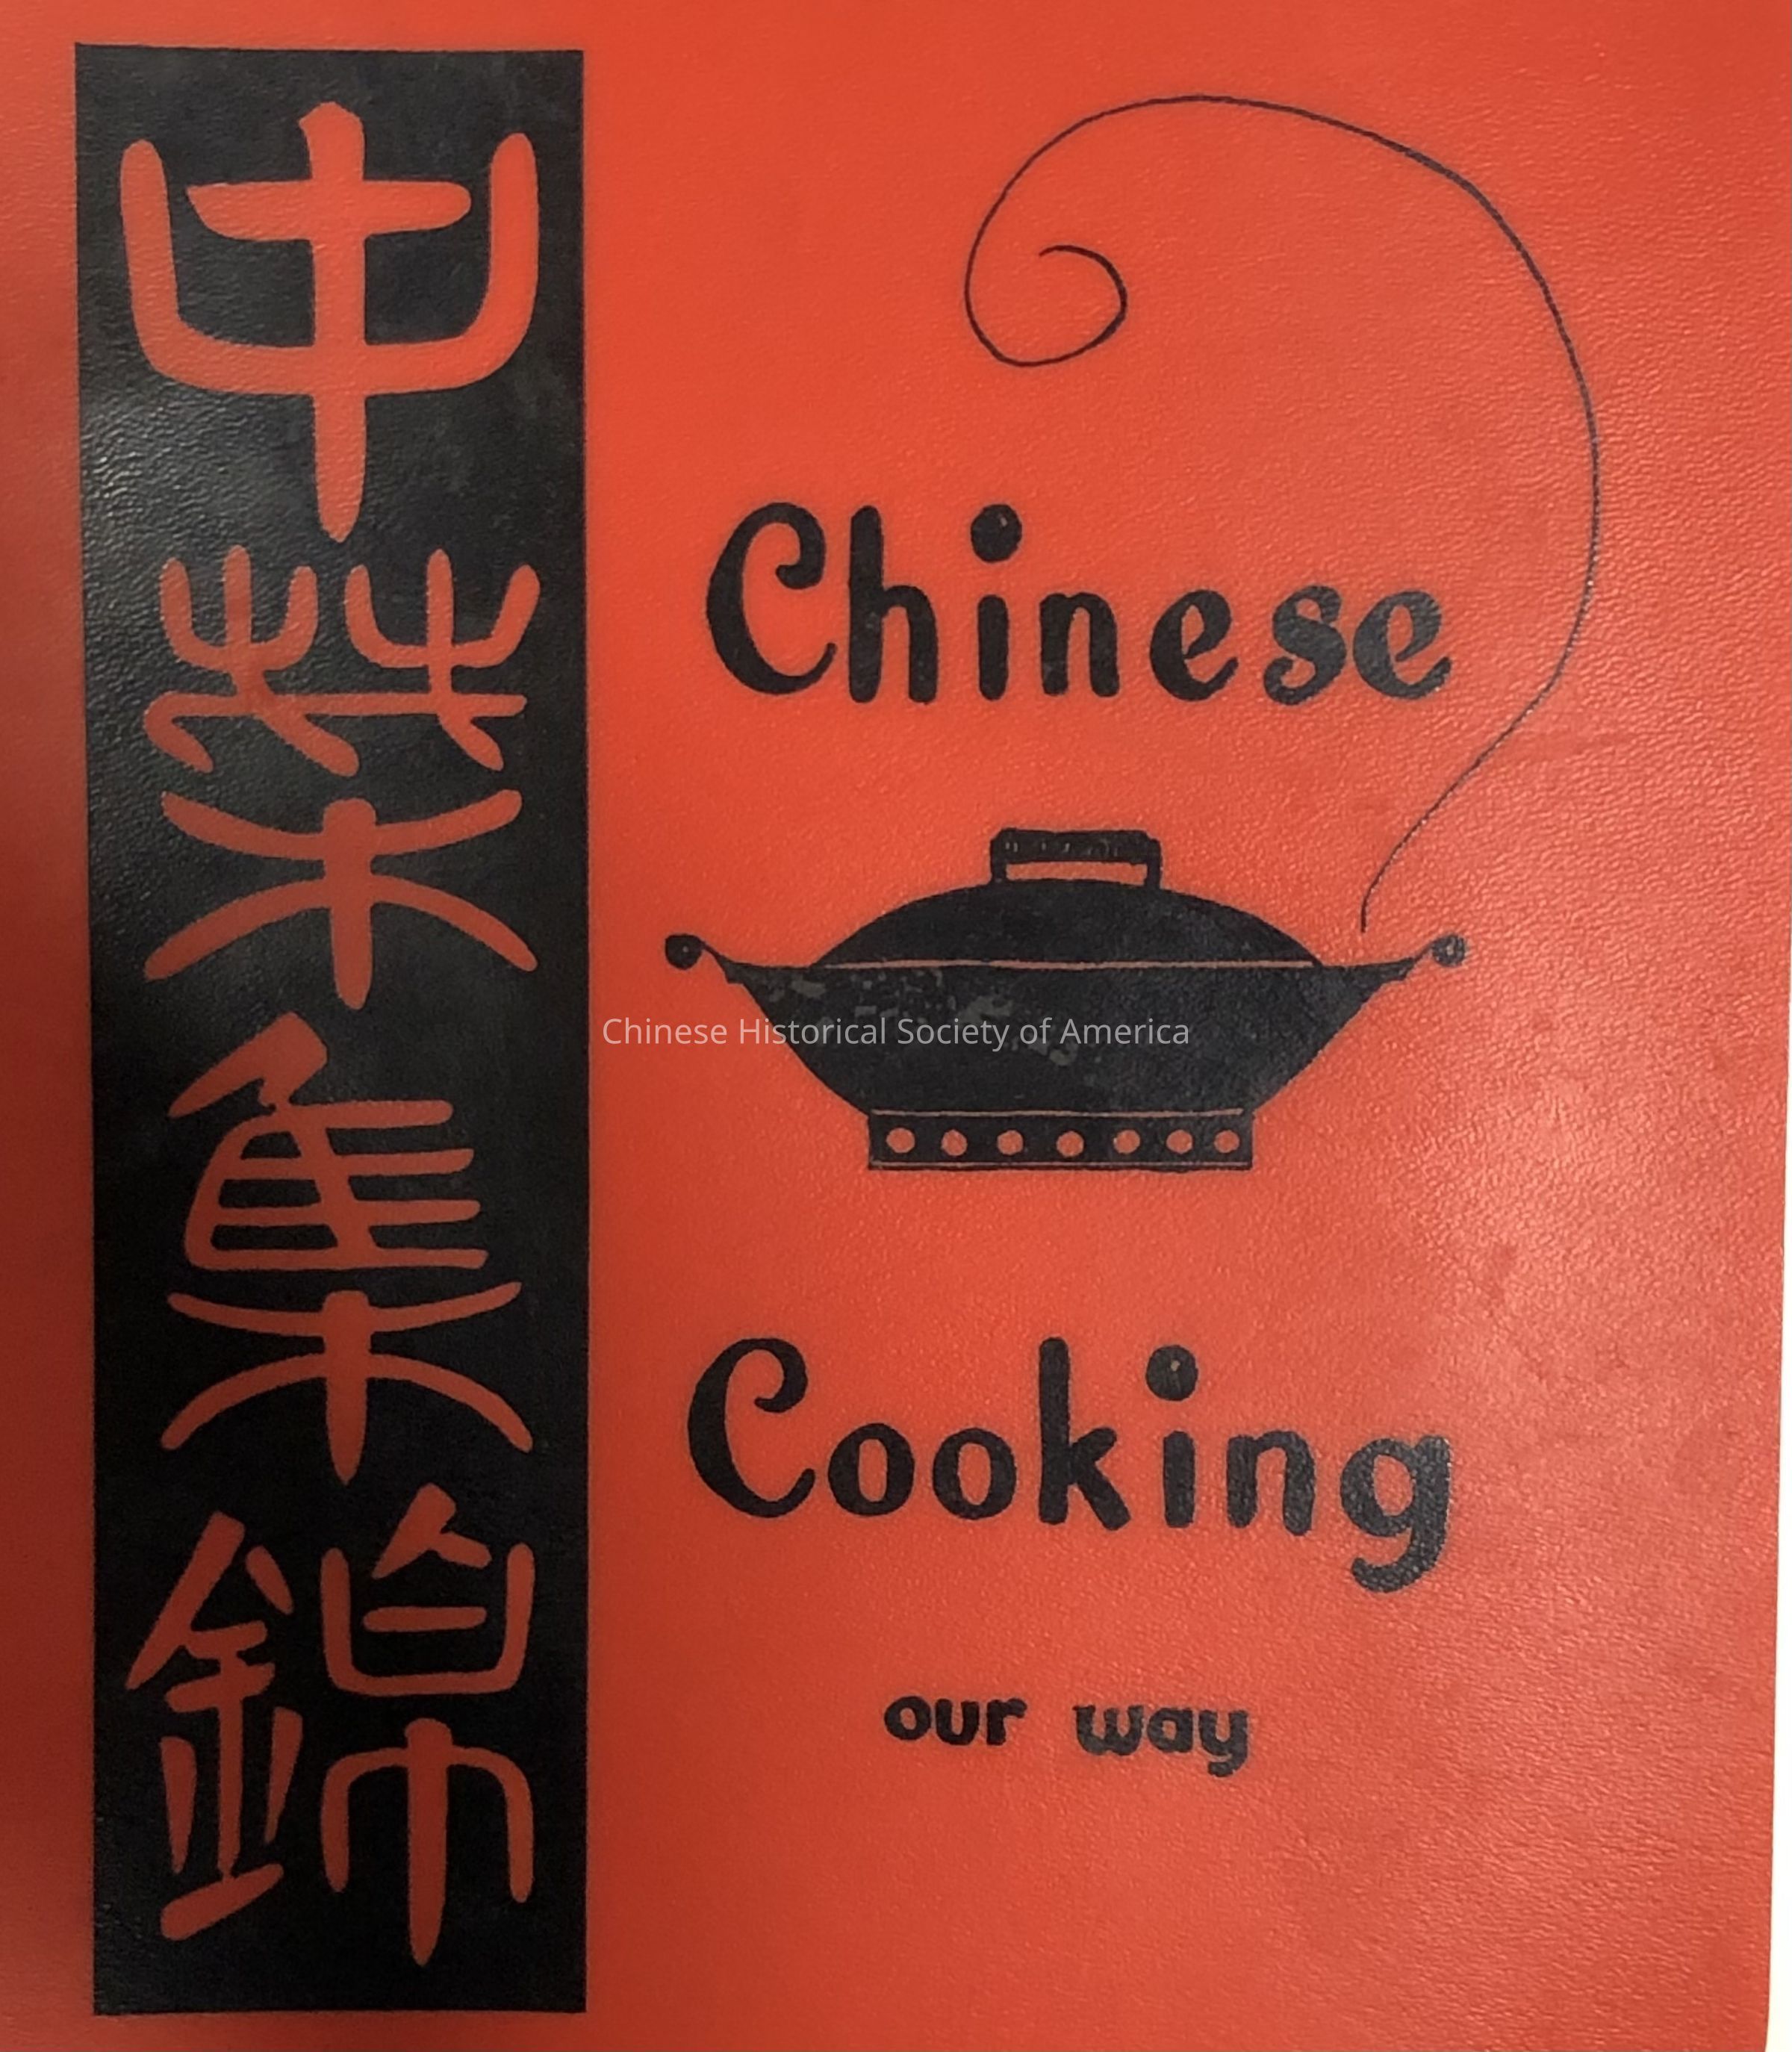 中菜集錦
Chinese
Chinese Historical Society of America
Cooking
our way